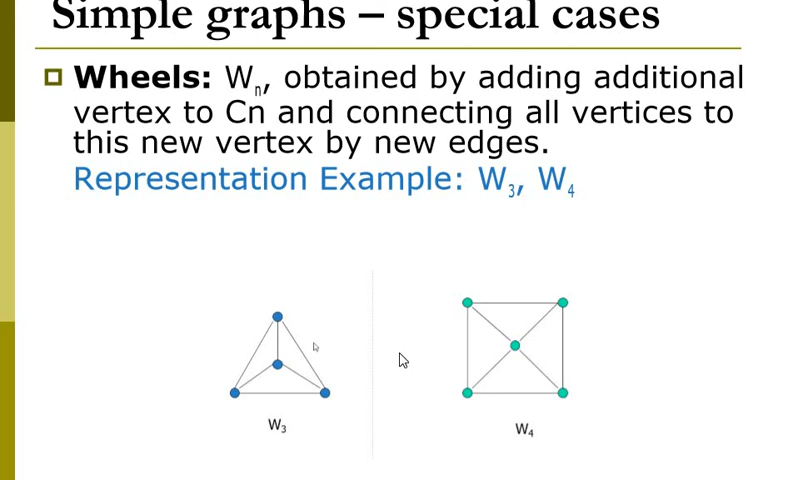 Simple graphs – special cases
Wheels: Wn, obtained by adding additional
vertex to Cn and connecting all vertices to
this new vertex by new edges.
Representation Example: W3, W4
W3
W4